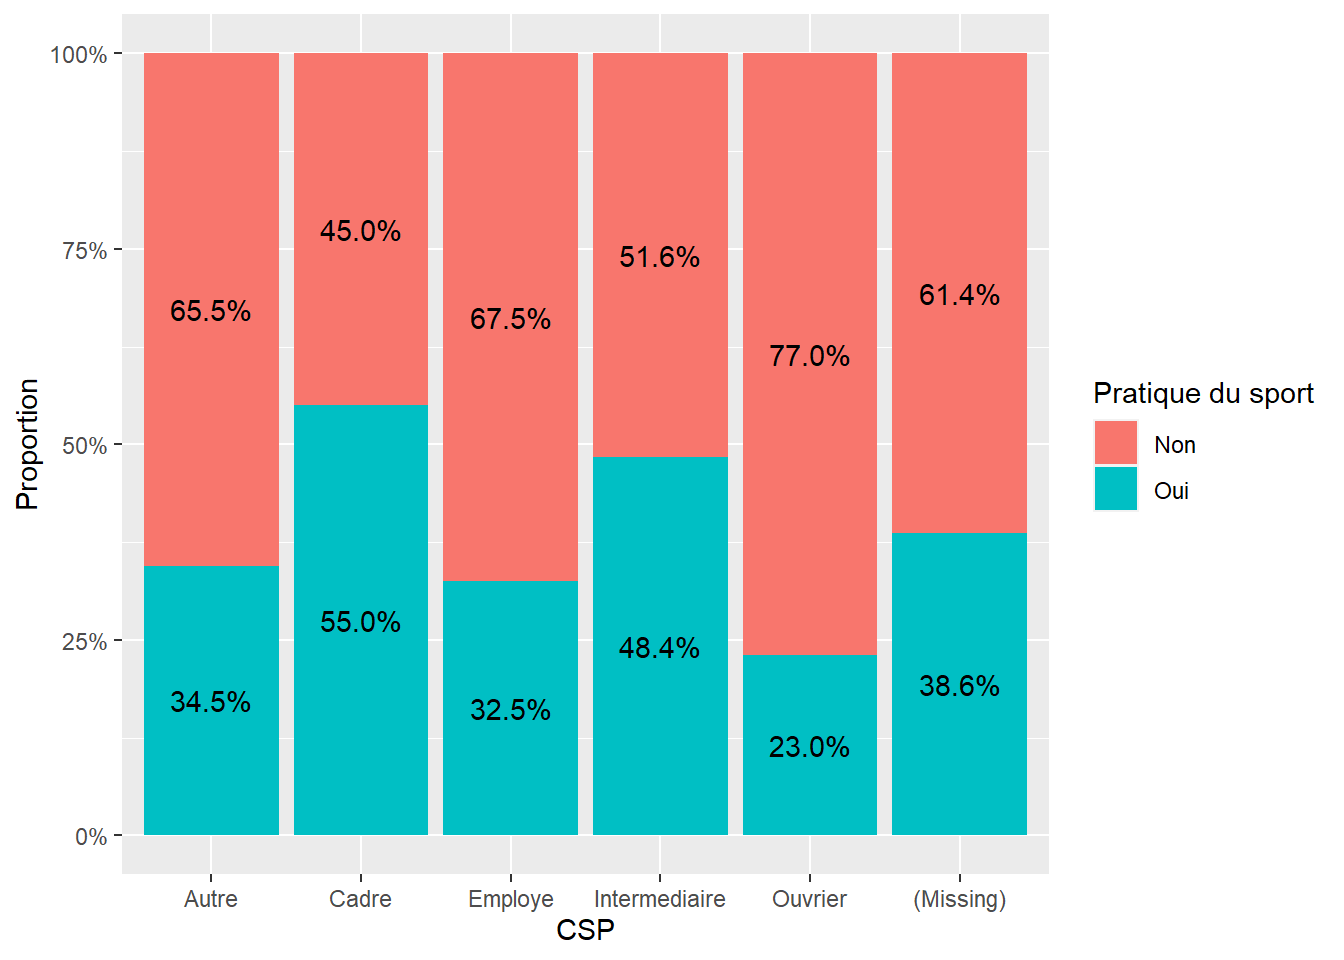 100%
75%
50%
25%
0%
Proportion
65.5%
34.5%
45.0%
55.0%
67.5%
32.5%
51.6%
48.4%
77.0%
23.0%
61.4%
38.6%
Autre Cadre Employe Intermediaire Ouvrier (Missing)
CSP
Pratique du sport
Non
Oui